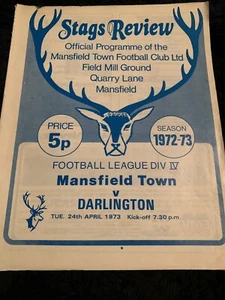 Stags Review
Official Programme of the
Mansfield Town Football Club Ltd.
Field Mill Ground
Quarry Lane
Mansfield
PRICE
5p
SEASON
1972-73
FOOTBALL LEAGUE DIV IV
Mansfield Town
v
DARLINGTON
TUE. 24th APRIL 1973 Kick-off 7.30 p.m.